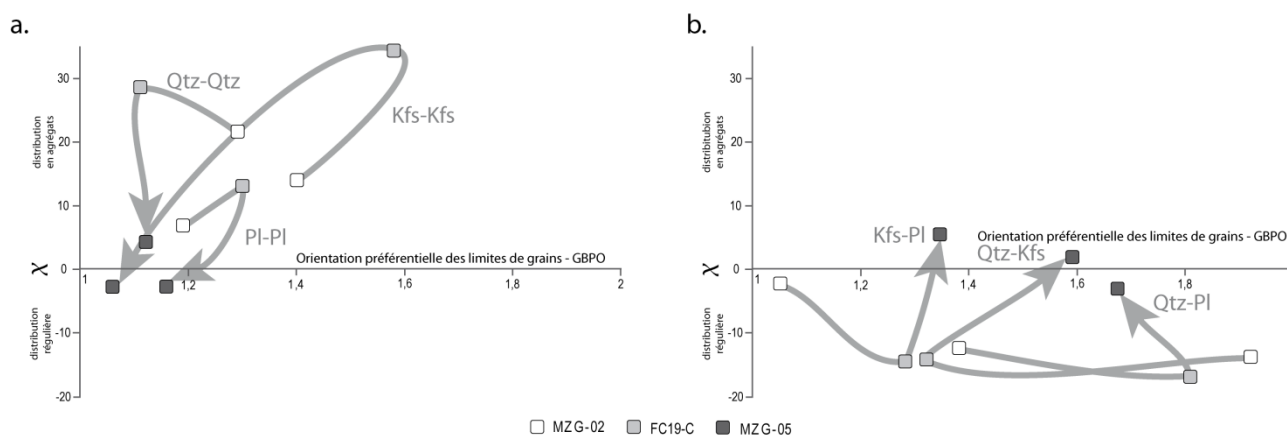 a.
30
20
10
0
-10
-20
distribution
en agrégats
χ
distribution
régulière
Qtz-Qtz
Kfs-Kfs
Pl-Pl
Orientation préférentielle des limites de grains - GBPO
1
1,2
1,4
1,6
1,8
2
b.
30
20
10
0
-10
-20
distribitubion
en agrégats
χ
distribution
régulière
Kfs-Pl
Orientation préférentielle des limites de grains - GBPO
Qtz-Kfs
Qtz-Pl
1
1,2
1,4
1,6
1,8
MZG-02
FC19-C
MZG-05